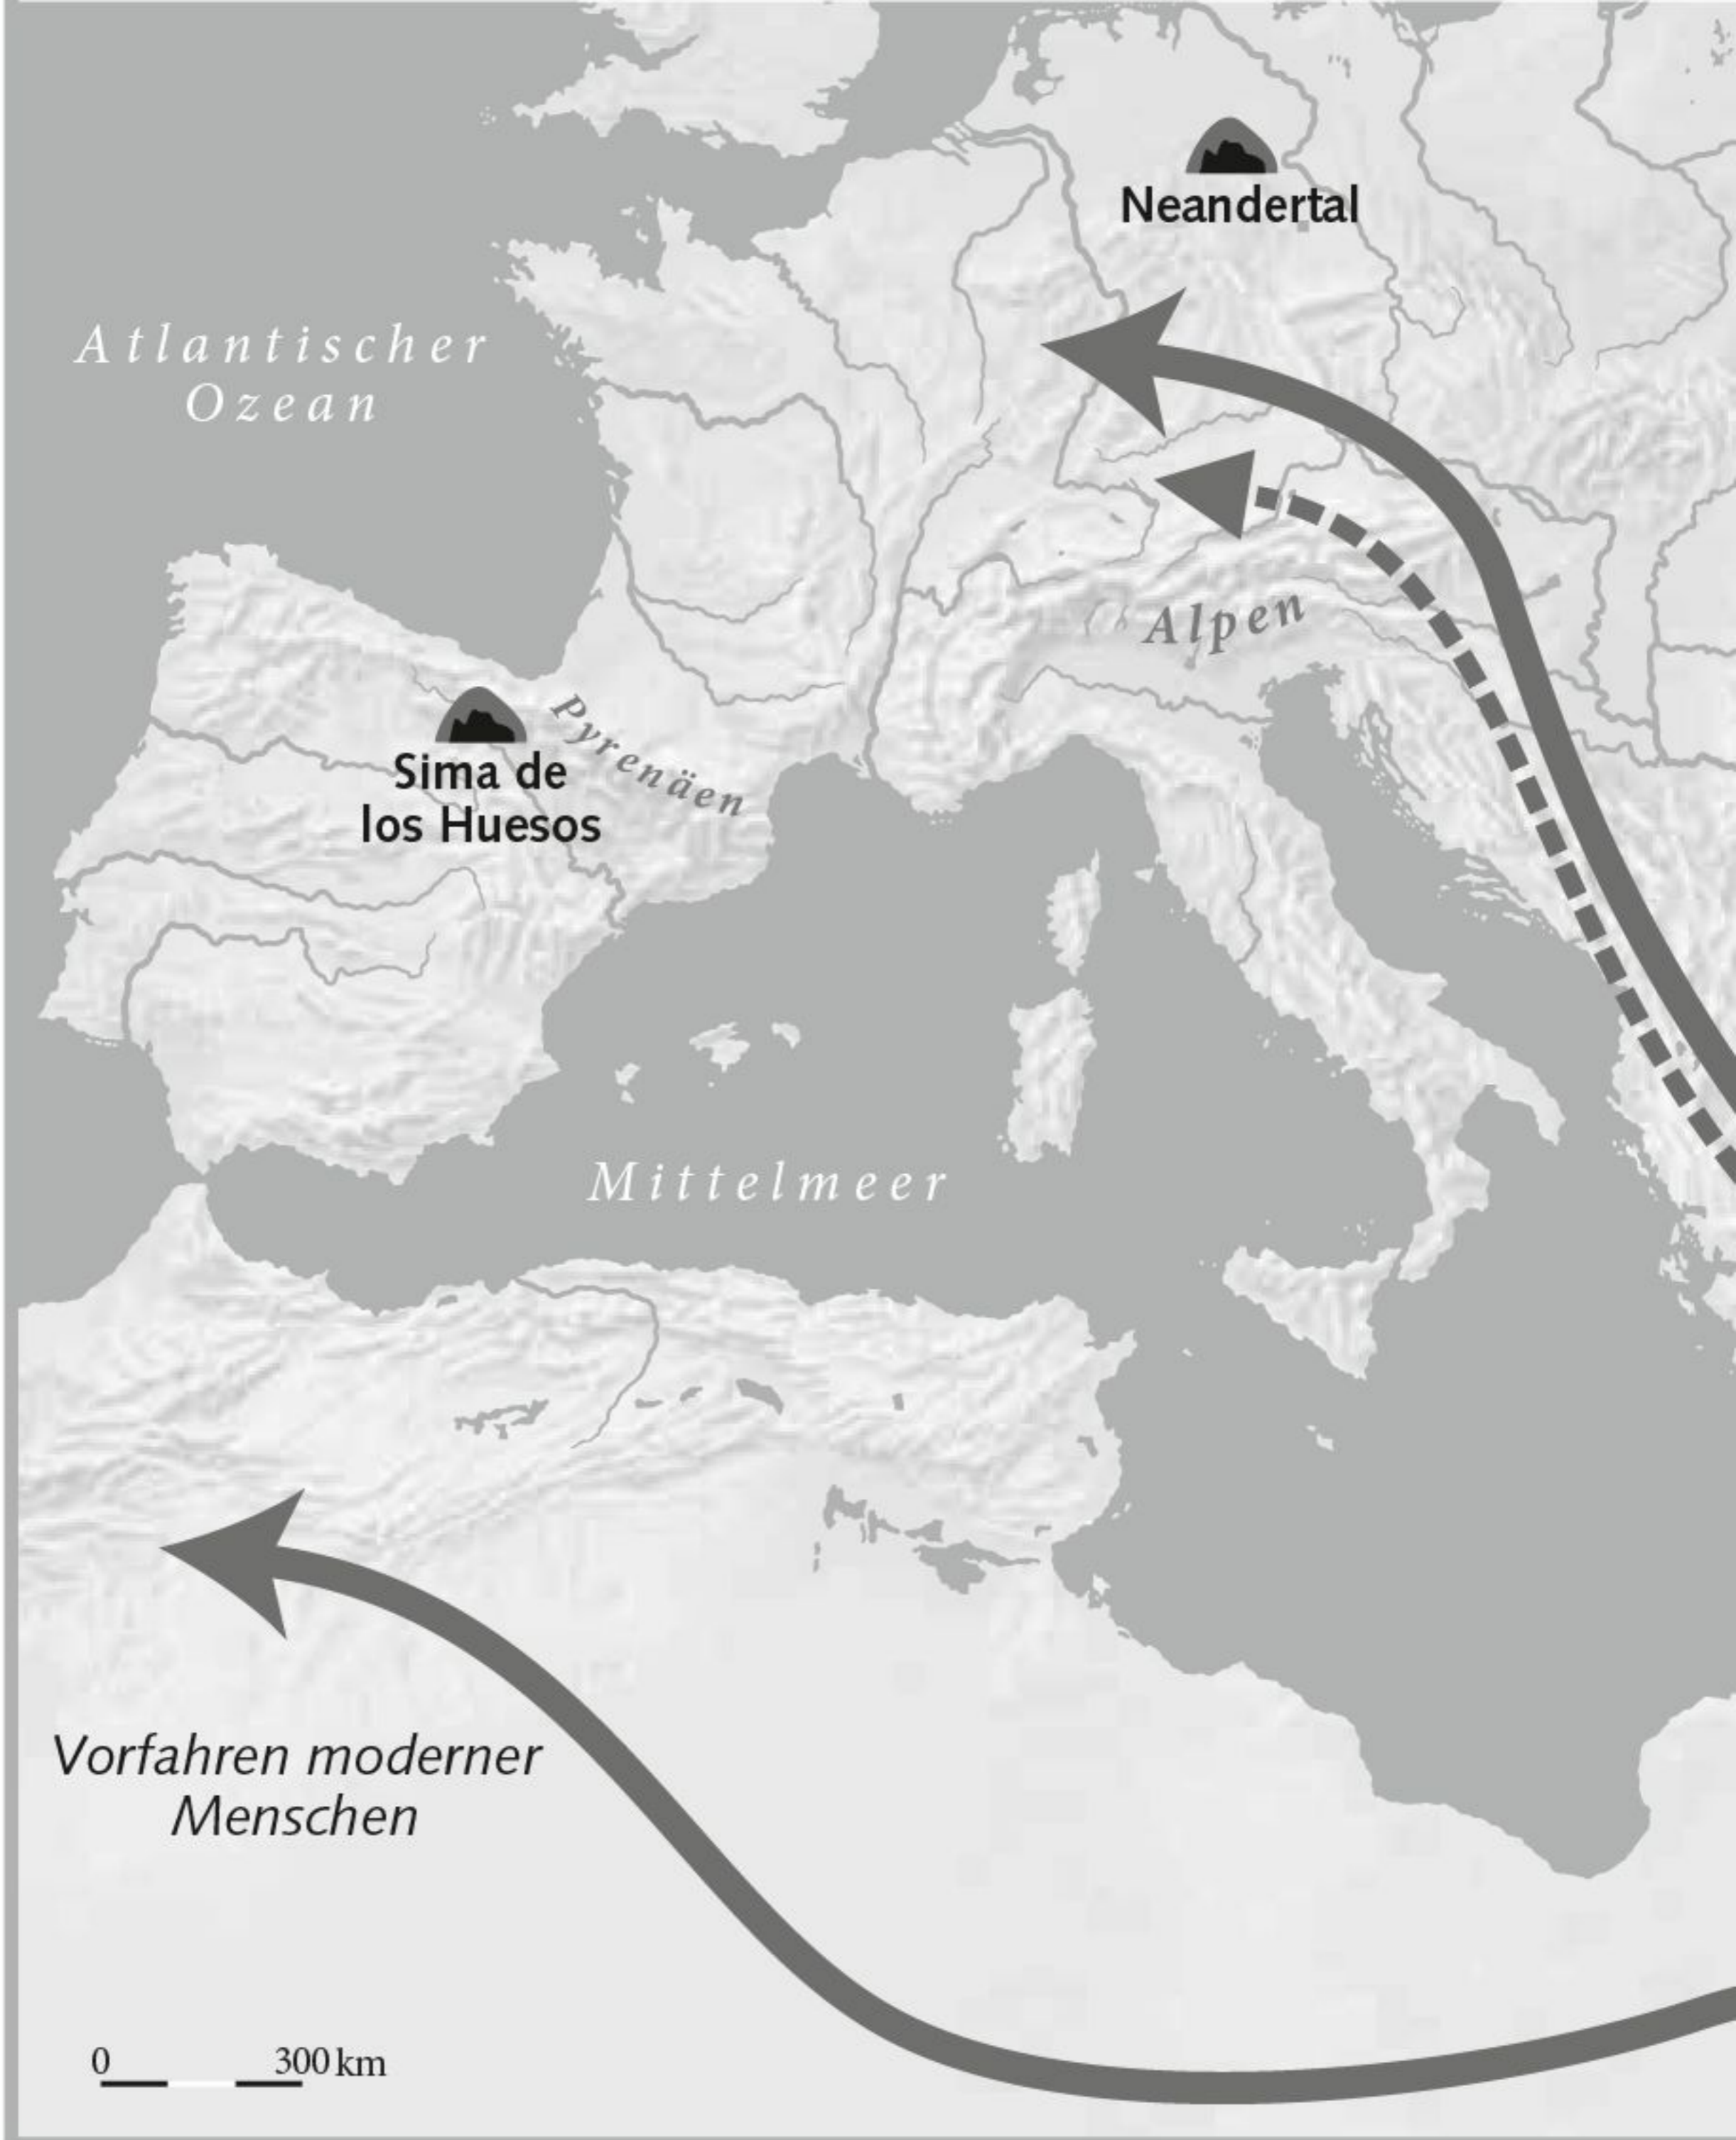 Neandertal
Atlantischer
Ozean
Alpen
Pyrenäen
Sima de
los Huesos
Mittelmeer
Vorfahren moderner
Menschen
0 300 km